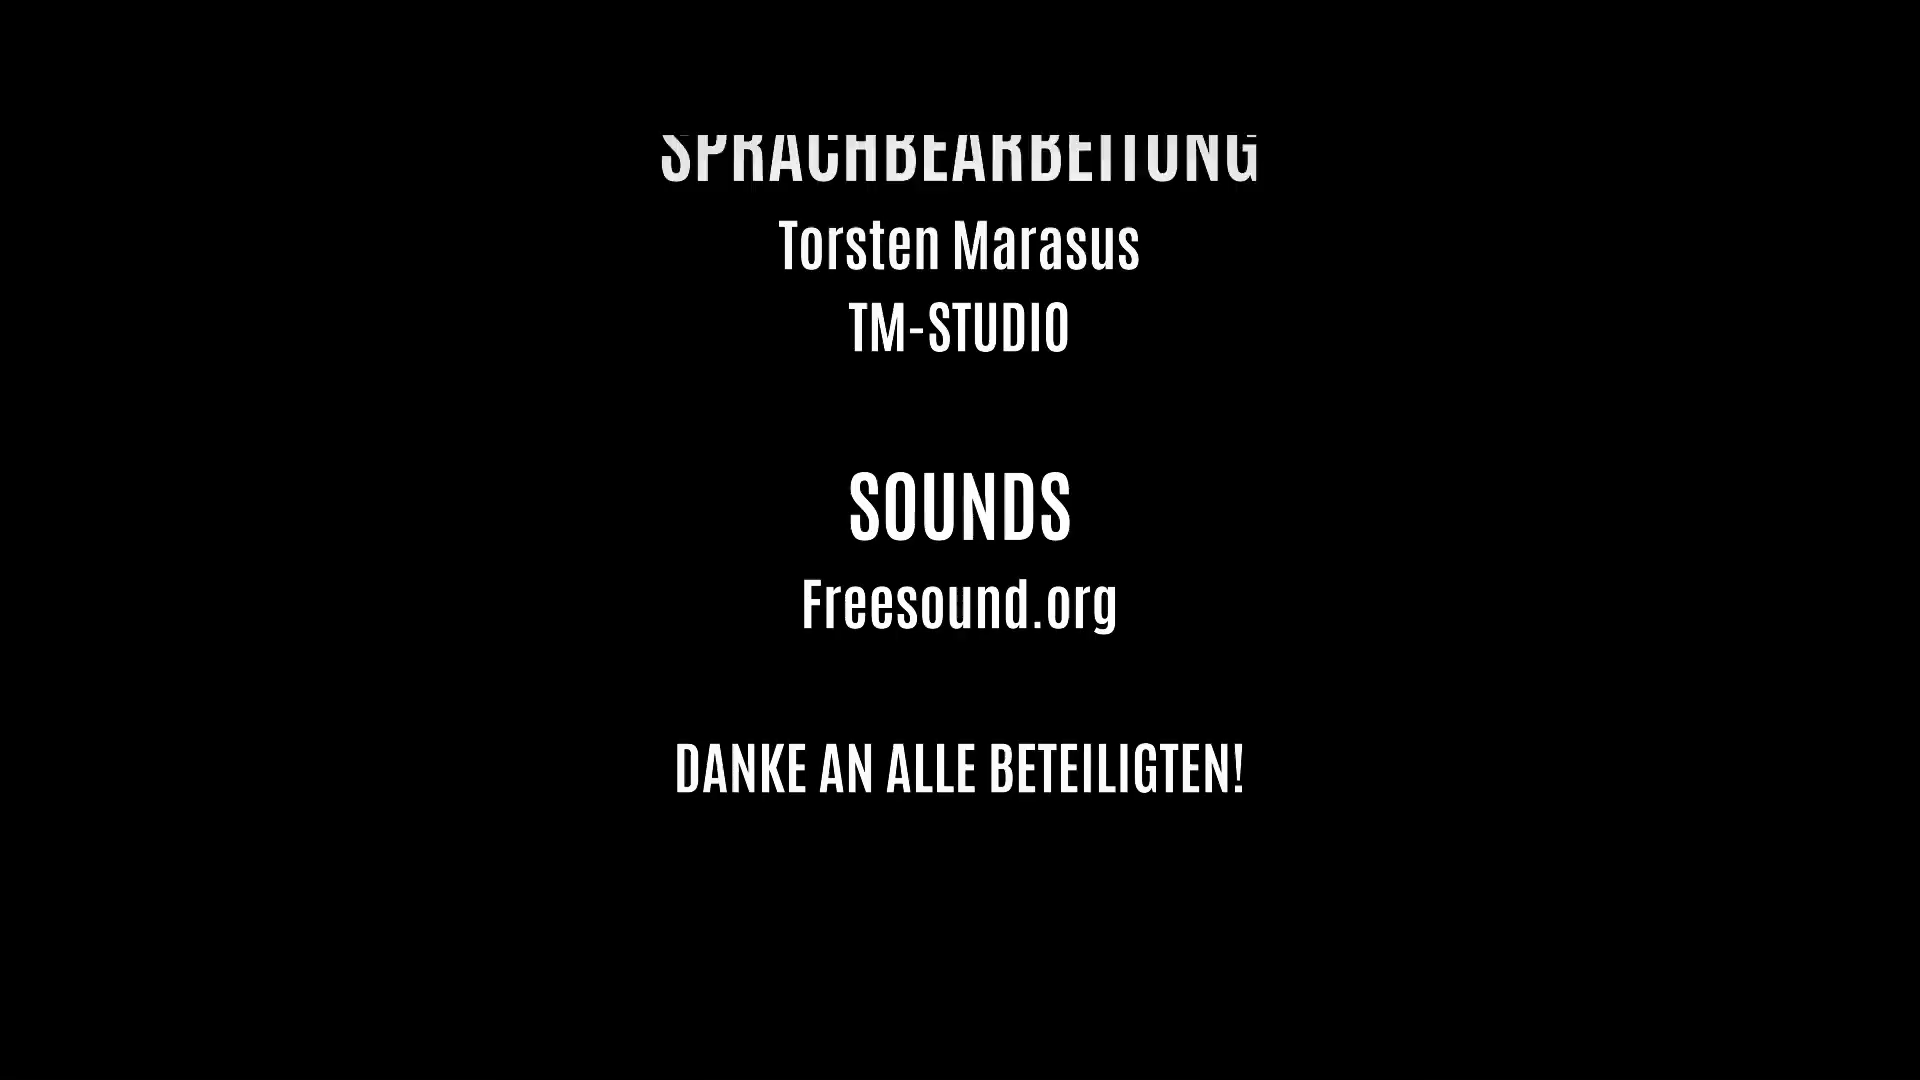 SPRACHBEARBEITUNG
Torsten Marasus
TM-STUDIO
SOUNDS
Freesound.org
DANKE AN ALLE BETEILIGTEN!